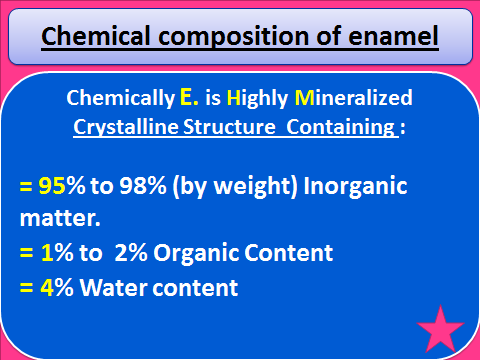 Chemical composition of enamel
Chemically E. is Highly Mineralized
Crystalline Structure Containing :
= 95% to 98% (by weight) Inorganic
matter.
= 1% to 2% Organic Content
= 4% Water content